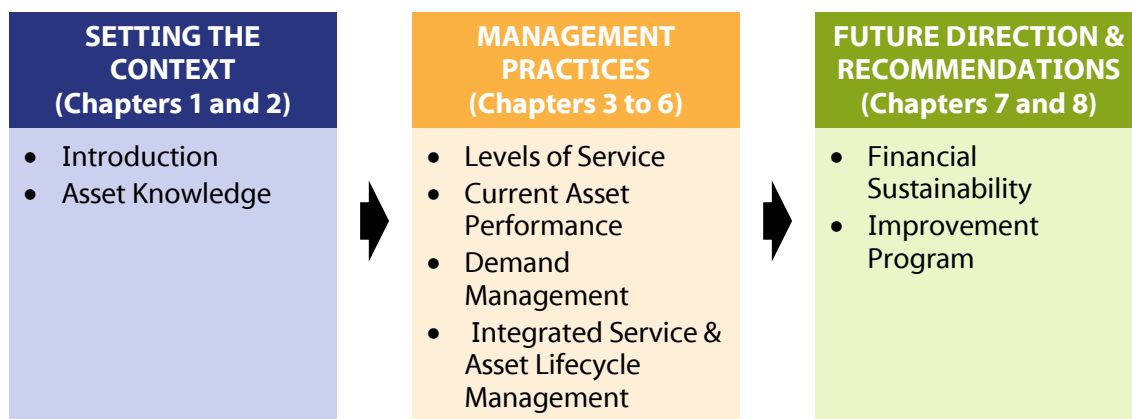 SETTING THE
CONTEXT
(Chapters 1 and 2)
• Introduction
• Asset Knowledge
MANAGEMENT
PRACTICES
(Chapters 3 to 6)
• Levels of Service
• Current Asset
Performance
• Demand
Management
• Integrated Service &
Asset Lifecycle
Management
FUTURE DIRECTION &
RECOMMENDATIONS
(Chapters 7 and 8)
• Financial
Sustainability
• Improvement
Program